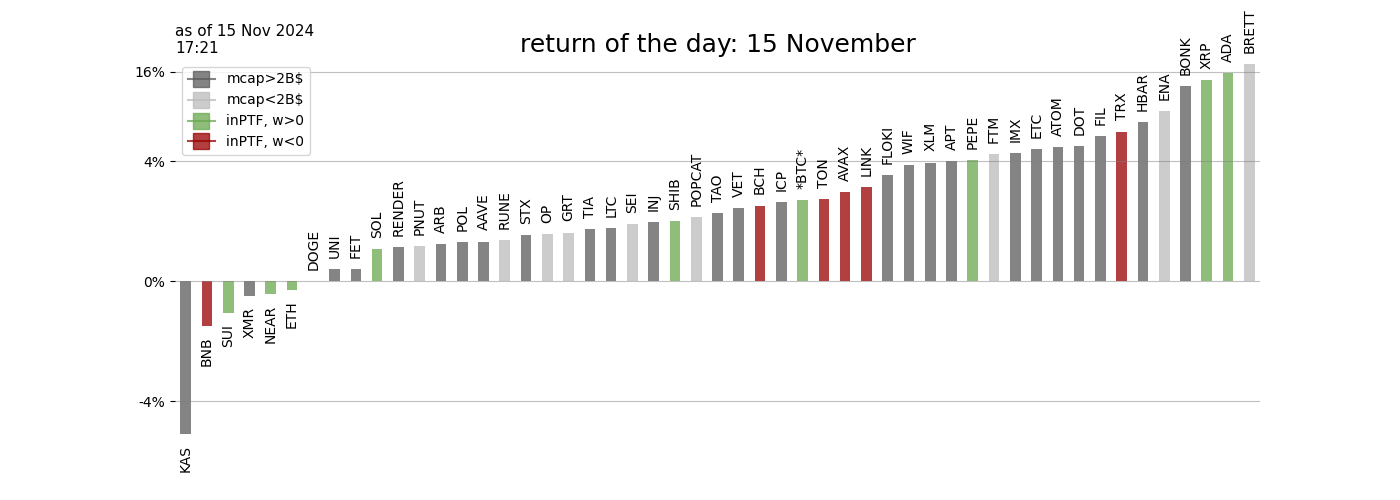 as of 15 Nov 2024
17:21
return of the day: 15 November
16%
4%
0%
-4%
mcap>2B$
mcap<2B$
inPTF, w>0
inPTF, w<0
KAS
BNB
SUI
XMR
NEAR
ETH
DOGE
UNI
FET
SOL
RENDER
PNUT
ARB
POL
AAVE
RUNE
STX
OP
GRT
TIA
LTC
SEI
INJ
SHIB
POPCAT
TAO
VET
BCH
ICP
*BTC*
TON
AVAX
LINK
FLOKI
WIF
XLM
APT
PEPE
FTM
IMX
ETC
ATOM
DOT
FIL
TRX
HBAR
ENA
BONK
XRP
ADA
BRETT